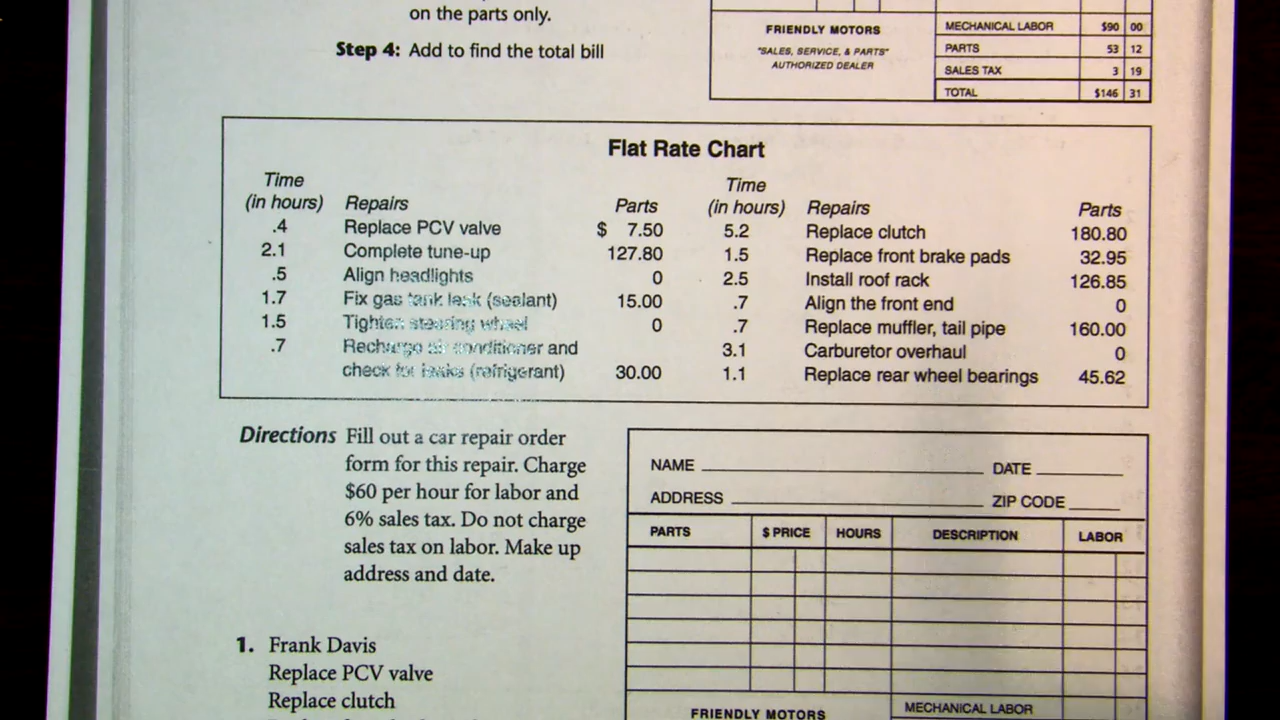 on the parts only.
Step 4: Add to find the total bill
FRIENDLY MOTORS
"SALES, SERVICE, & PARTS"
AUTHORIZED DEALER
MECHANICAL LABOR $90 00
PARTS 53 12
SALES TAX 3 19
TOTAL $146 31
Flat Rate Chart
Time
(in hours) Repairs Parts
.4 Replace PCV valve $ 7.50
2.1 Complete tune-up 127.80
.5 Align headlights 0
1.7 Fix gas tank leak (sealant) 15.00
1.5 Tighten steering wheel 0
.7 Recharge air conditioner and
check for leaks (refrigerant) 30.00
Time
(in hours) Repairs Parts
5.2 Replace clutch 180.80
1.5 Replace front brake pads 32.95
2.5 Install roof rack 126.85
.7 Align the front end 0
.7 Replace muffler, tail pipe 160.00
3.1 Carburetor overhaul 0
1.1 Replace rear wheel bearings 45.62
Directions Fill out a car repair order
form for this repair. Charge
$60 per hour for labor and
6% sales tax. Do not charge
sales tax on labor. Make up
address and date.
1. Frank Davis
Replace PCV valve
Replace clutch
NAME DATE
ADDRESS ZIP CODE
PARTS $ PRICE HOURS DESCRIPTION LABOR
FRIENDLY MOTORS
MECHANICAL LABOR